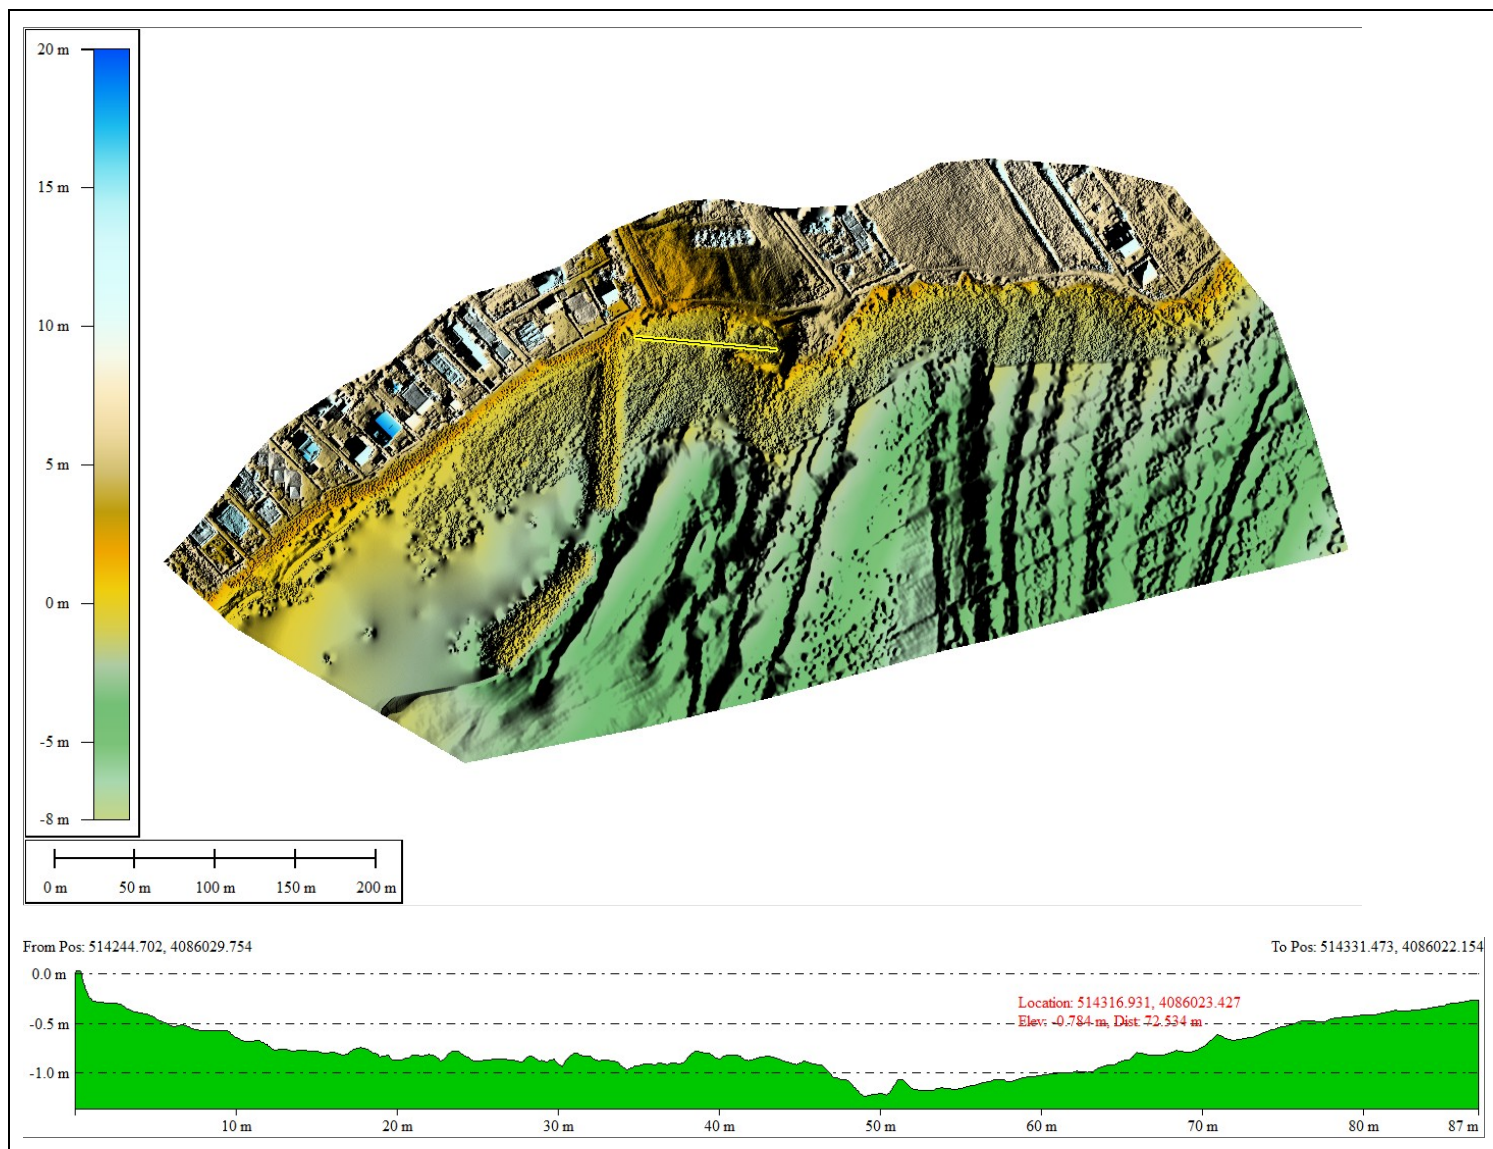 20 m
15 m
10 m
5 m
0 m
-5 m
-8 m
0 m 50 m 100 m 150 m 200 m
From Pos: 514244.702, 4086029.754 To Pos: 514331.473, 4086022.154
0.0 m
Location: 514316.931, 4086023.427
-0.5 m Elev: -0.784 m, Dist: 72.534 m
-1.0 m
10 m 20 m 30 m 40 m 50 m 60 m 70 m 80 m 87 m